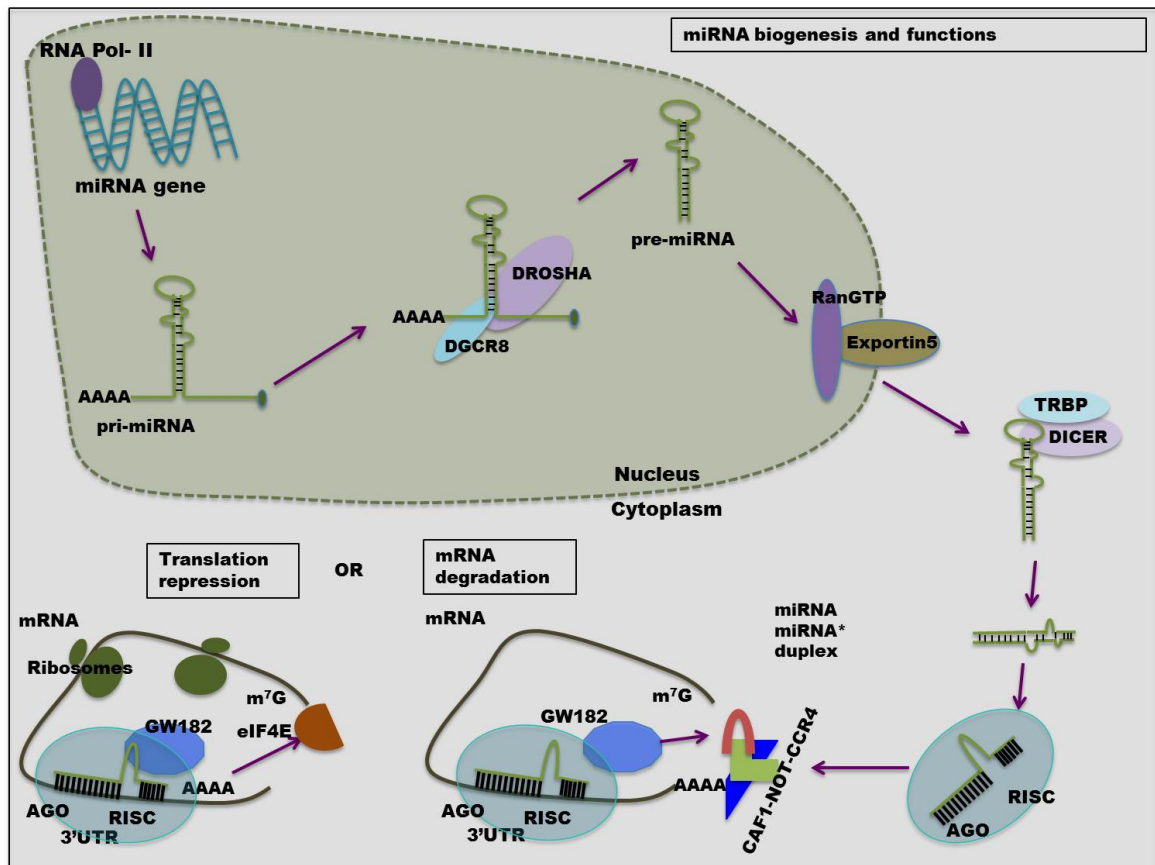 miRNA biogenesis and functions
RNA Pol- II
miRNA gene
AAAA
pri-miRNA
DROSHA
AAAA
DGCR8
pre-miRNA
RanGTP
Exportin5
TRBP
DICER
Nucleus
Cytoplasm
Translation
repression
OR
mRNA
degradation
miRNA
miRNA*
duplex
mRNA
Ribosomes
m⁷G
GW182
eIF4E
AAAA
AGO
RISC
3'UTR
mRNA
m⁷G
GW182
AAAA
AGO
RISC
3'UTR
CAF1-NOT-CCR4
RISC
AGO